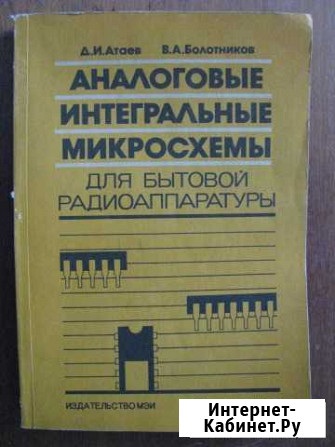 Д.И.Атаев В.А.Болотников
АНАЛОГОВЫЕ
ИНТЕГРАЛЬНЫЕ
МИКРОСХЕМЫ
ДЛЯ БЫТОВОЙ
РАДИОАППАРАТУРЫ
ИЗДАТЕЛЬСТВО МЭИ
Интернет-
Кабинет.Ру